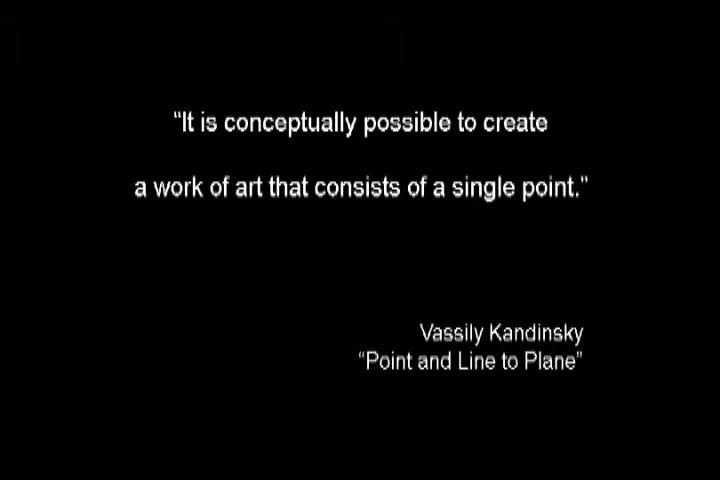 “It is conceptually possible to create
a work of art that consists of a single point.”
Vassily Kandinsky
“Point and Line to Plane”